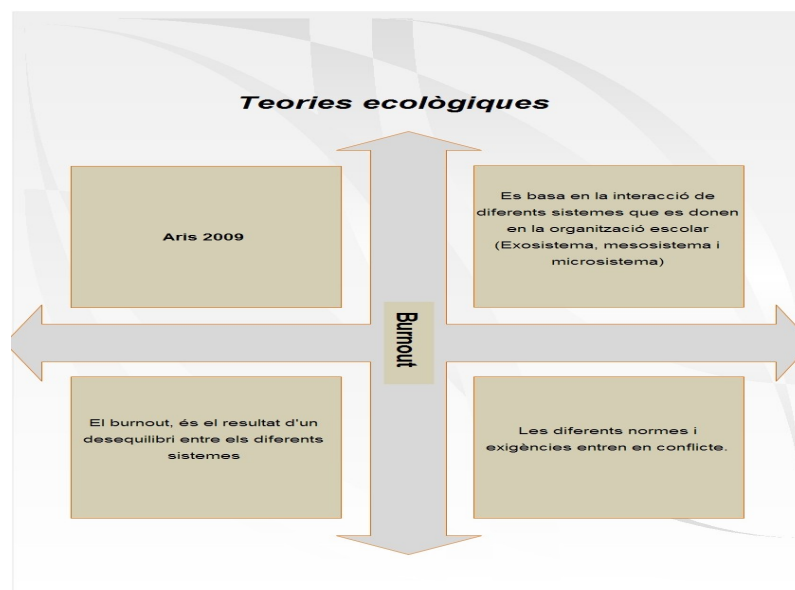 Teories ecològiques
Aris 2009
Es basa en la interacció de
diferents sistemes que es donen
en la organització escolar
(Exosistema, mesosistema i
microsistema)
Burnout
El burnout, és el resultat d'un
desequilibri entre els diferents
sistemes
Les diferents normes i
exigències entren en conflicte.